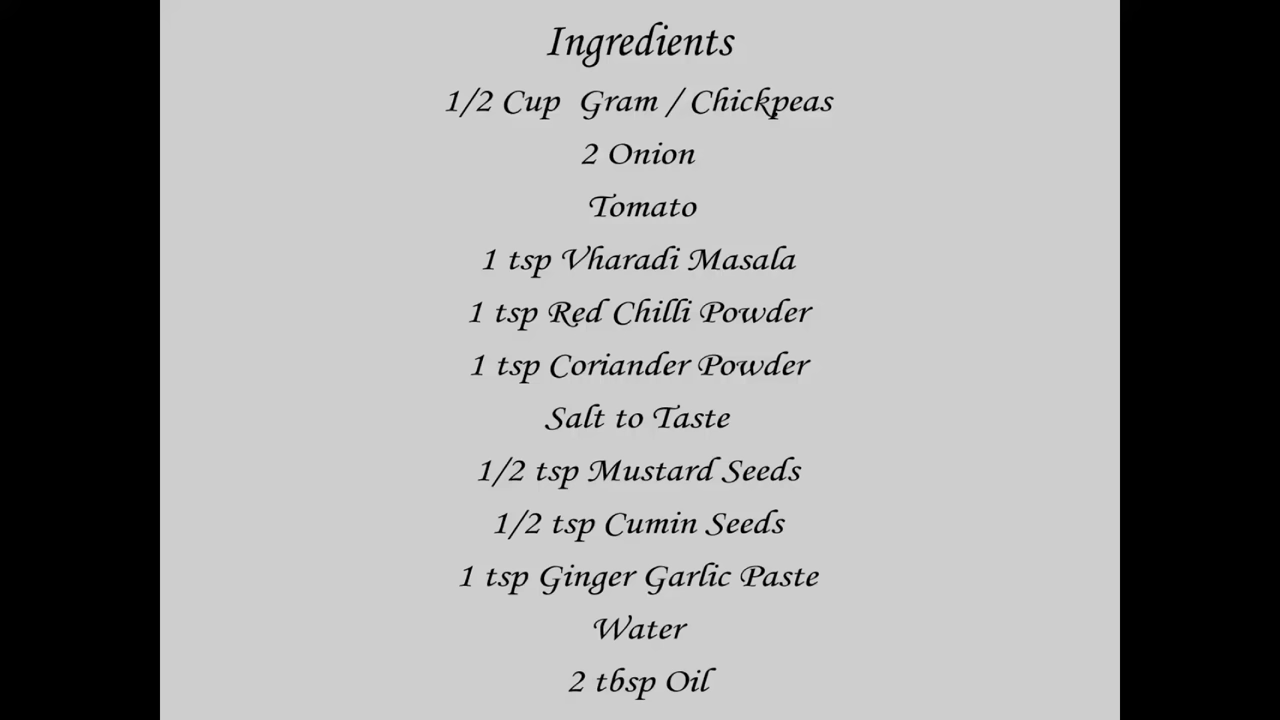 Ingredients
1/2 Cup Gram / Chickpeas
2 Onion
Tomato
1 tsp Vharadi Masala
1 tsp Red Chilli Powder
1 tsp Coriander Powder
Salt to Taste
1/2 tsp Mustard Seeds
1/2 tsp Cumin Seeds
1 tsp Ginger Garlic Paste
Water
2 tbsp Oil